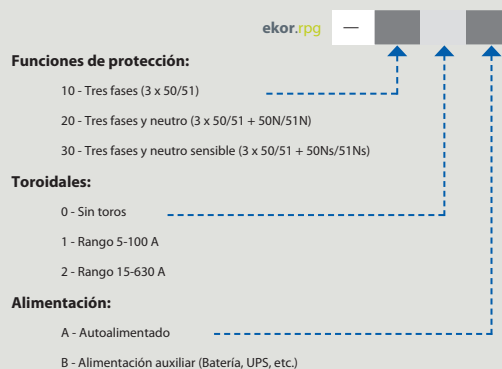 ekor.rpg —
Funciones de protección:
10 - Tres fases (3 x 50/51)
20 - Tres fases y neutro (3 x 50/51 + 50N/51N)
30 - Tres fases y neutro sensible (3 x 50/51 + 50Ns/51Ns)
Toroidales:
0 - Sin toros
1 - Rango 5-100 A
2 - Rango 15-630 A
Alimentación:
A - Autoalimentado
B - Alimentación auxiliar (Batería, UPS, etc.)